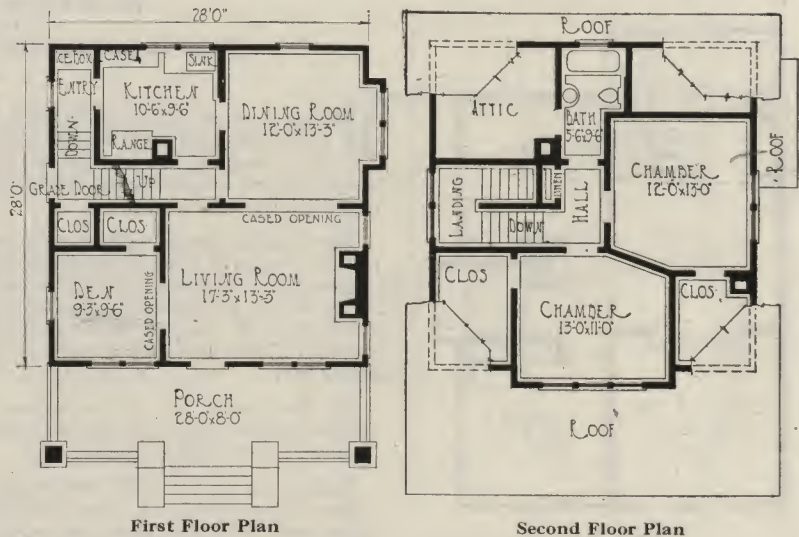 28'0"
ICE BOX
CASE
SINK
ENTRY
KITCHEN
10'-6"x9'-6"
DINING ROOM
12'-0"x13'-3"
DOWN
RANGE
GRADE DOOR
UP
28'0"
CASED OPENING
CLOS
CLOS
LIVING ROOM
17'-3"x13'-3"
DEN
9'-3"x9'-6"
CASED OPENING
PORCH
28'-0"x8'-0"
First Floor Plan
ROOF
ATTIC
BATH
5'-6"x9'-6"
CHAMBER
12'-0"x13'-0"
ROOF
LINEN
LANDING
HALL
DOWN
CLOS
CHAMBER
13'-0"x11'-0"
CLOS
ROOF
Second Floor Plan